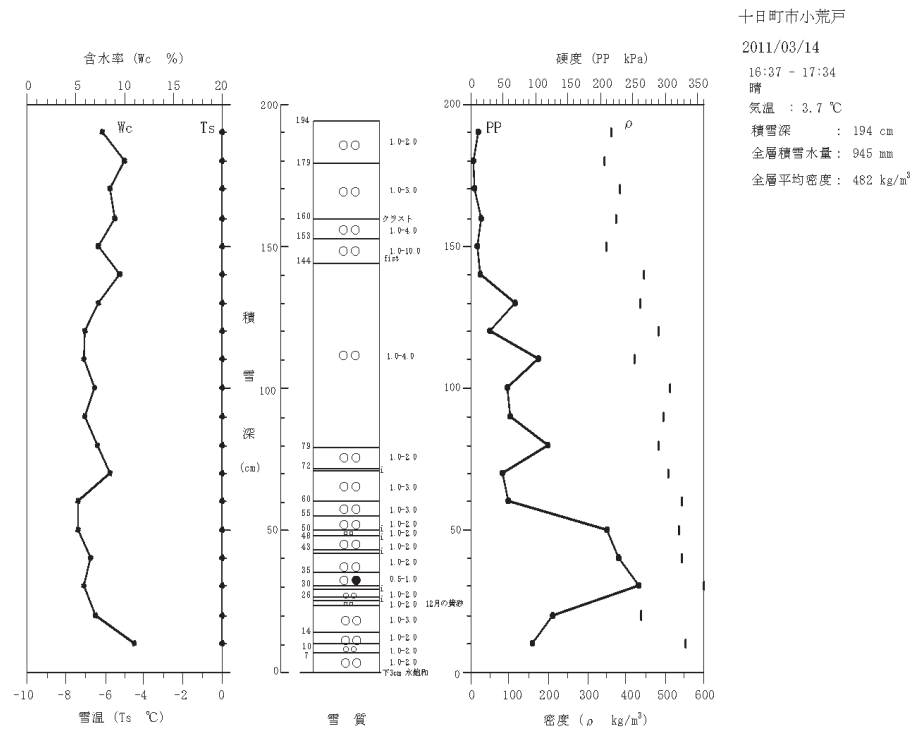 十日町市小荒戸
2011/03/14
16:37 - 17:34
晴
気温 : 3.7 ℃
積雪深 : 194 cm
全層積雪水量 : 945 mm
全層平均密度 : 482 kg/m³
含水率 (Wc %)
0 5 10 15 20
Wc
Ts
-10 -8 -6 -4 -2 0
雪温 (Ts ℃)
積雪深 (cm)
200
150
100
50
0
194
1.0-2.0
179
1.0-3.0
160
クラスト
1.0-4.0
153
1.0-10.0
144
fist
1.0-4.0
79
1.0-2.0
72
i
1.0-3.0
60
1.0-3.0
55
1.0-2.0
50
i
1.0-2.0
48
i
1.0-2.0
43
i
1.0-2.0
35
0.5-1.0
30
i
1.0-2.0
26
i
1.0-2.0
12月の黄砂
1.0-3.0
14
1.0-2.0
10
1.0-2.0
7
1.0-2.0
下3cm 水飽和
雪質
硬度 (PP kPa)
0 50 100 150 200 250 300 350
PP
ρ
200
150
100
50
0
0 100 200 300 400 500 600
密度 (ρ kg/m³)